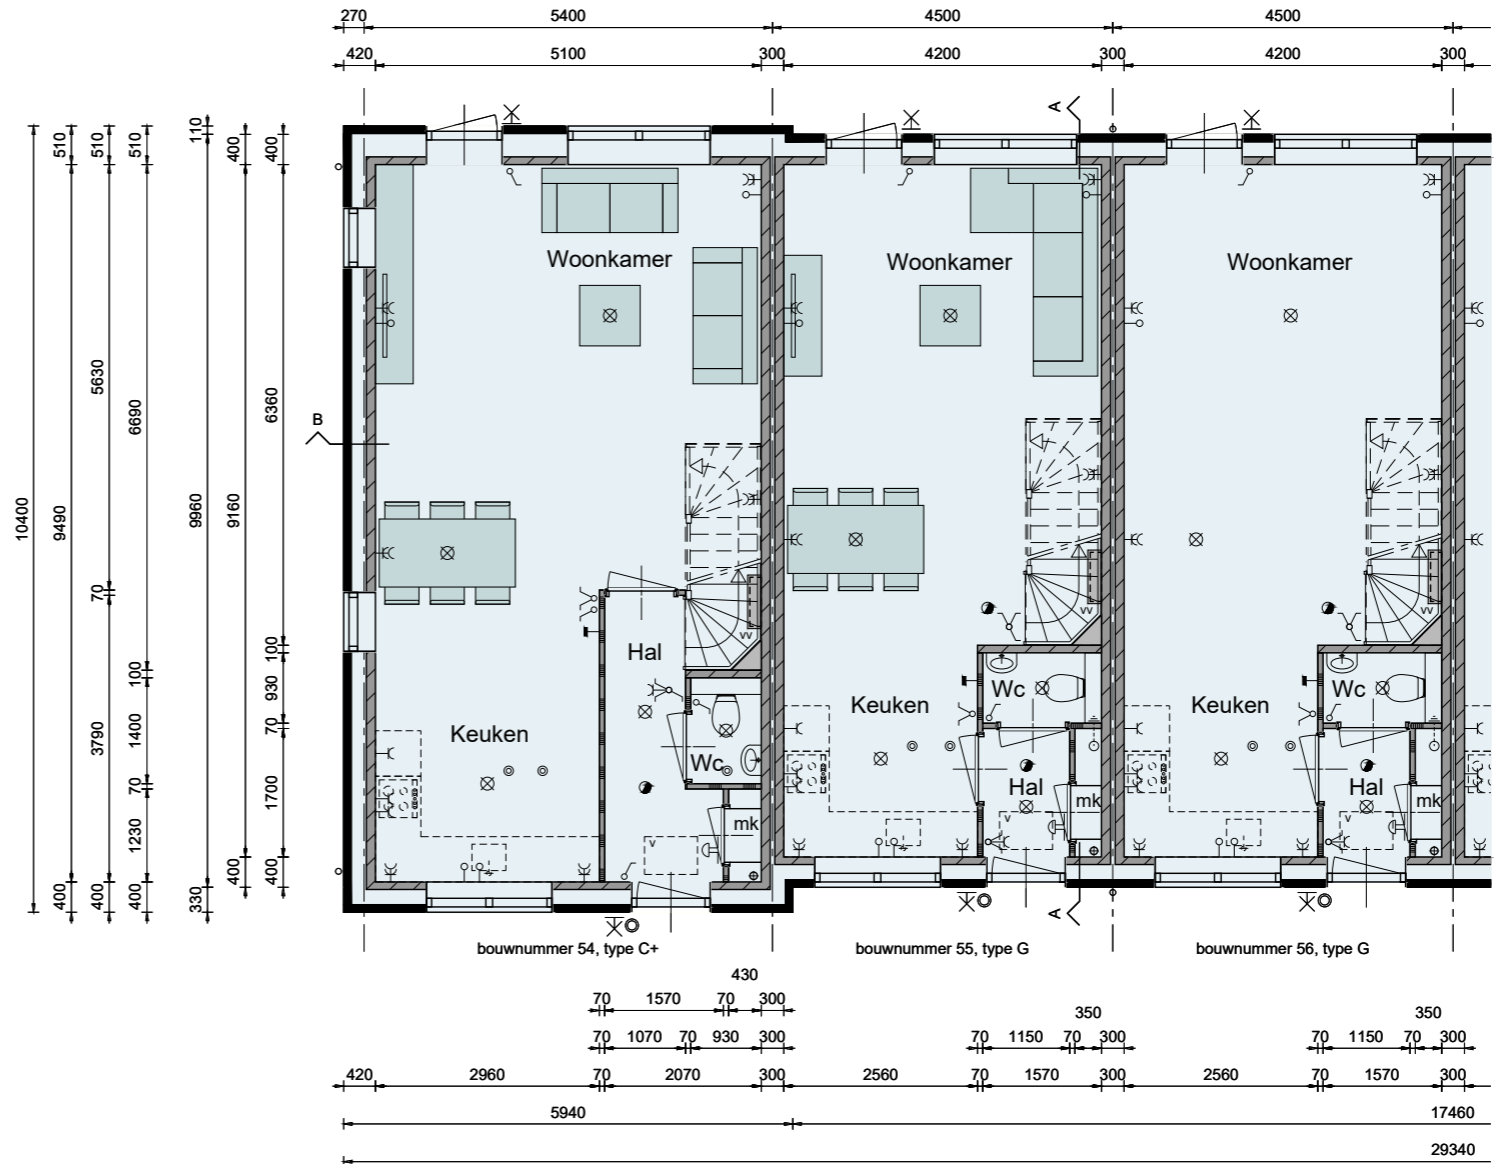 270 5400 4500 4500
420 5100 300 4200 300 4200 300
A
510 510 510 110 400 400
Woonkamer Woonkamer Woonkamer
B
10400 9490 5630 6690 9960 9160 6360
70 3790 100 1400 70 1230 100 930 70 1700
400 400 400 330 400 400
vv vv vv
Hal
Wc Wc
Keuken Keuken Keuken
Wc
Hal Hal
mk mk mk
v v v
A
bouwnummer 54, type C+ bouwnummer 55, type G bouwnummer 56, type G
430
70 1570 70 300 350 350
70 1070 70 930 300 70 1150 70 300 70 1150 70 300
420 2960 70 2070 300 2560 70 1570 300 2560 70 1570 300
5940 17460
29340